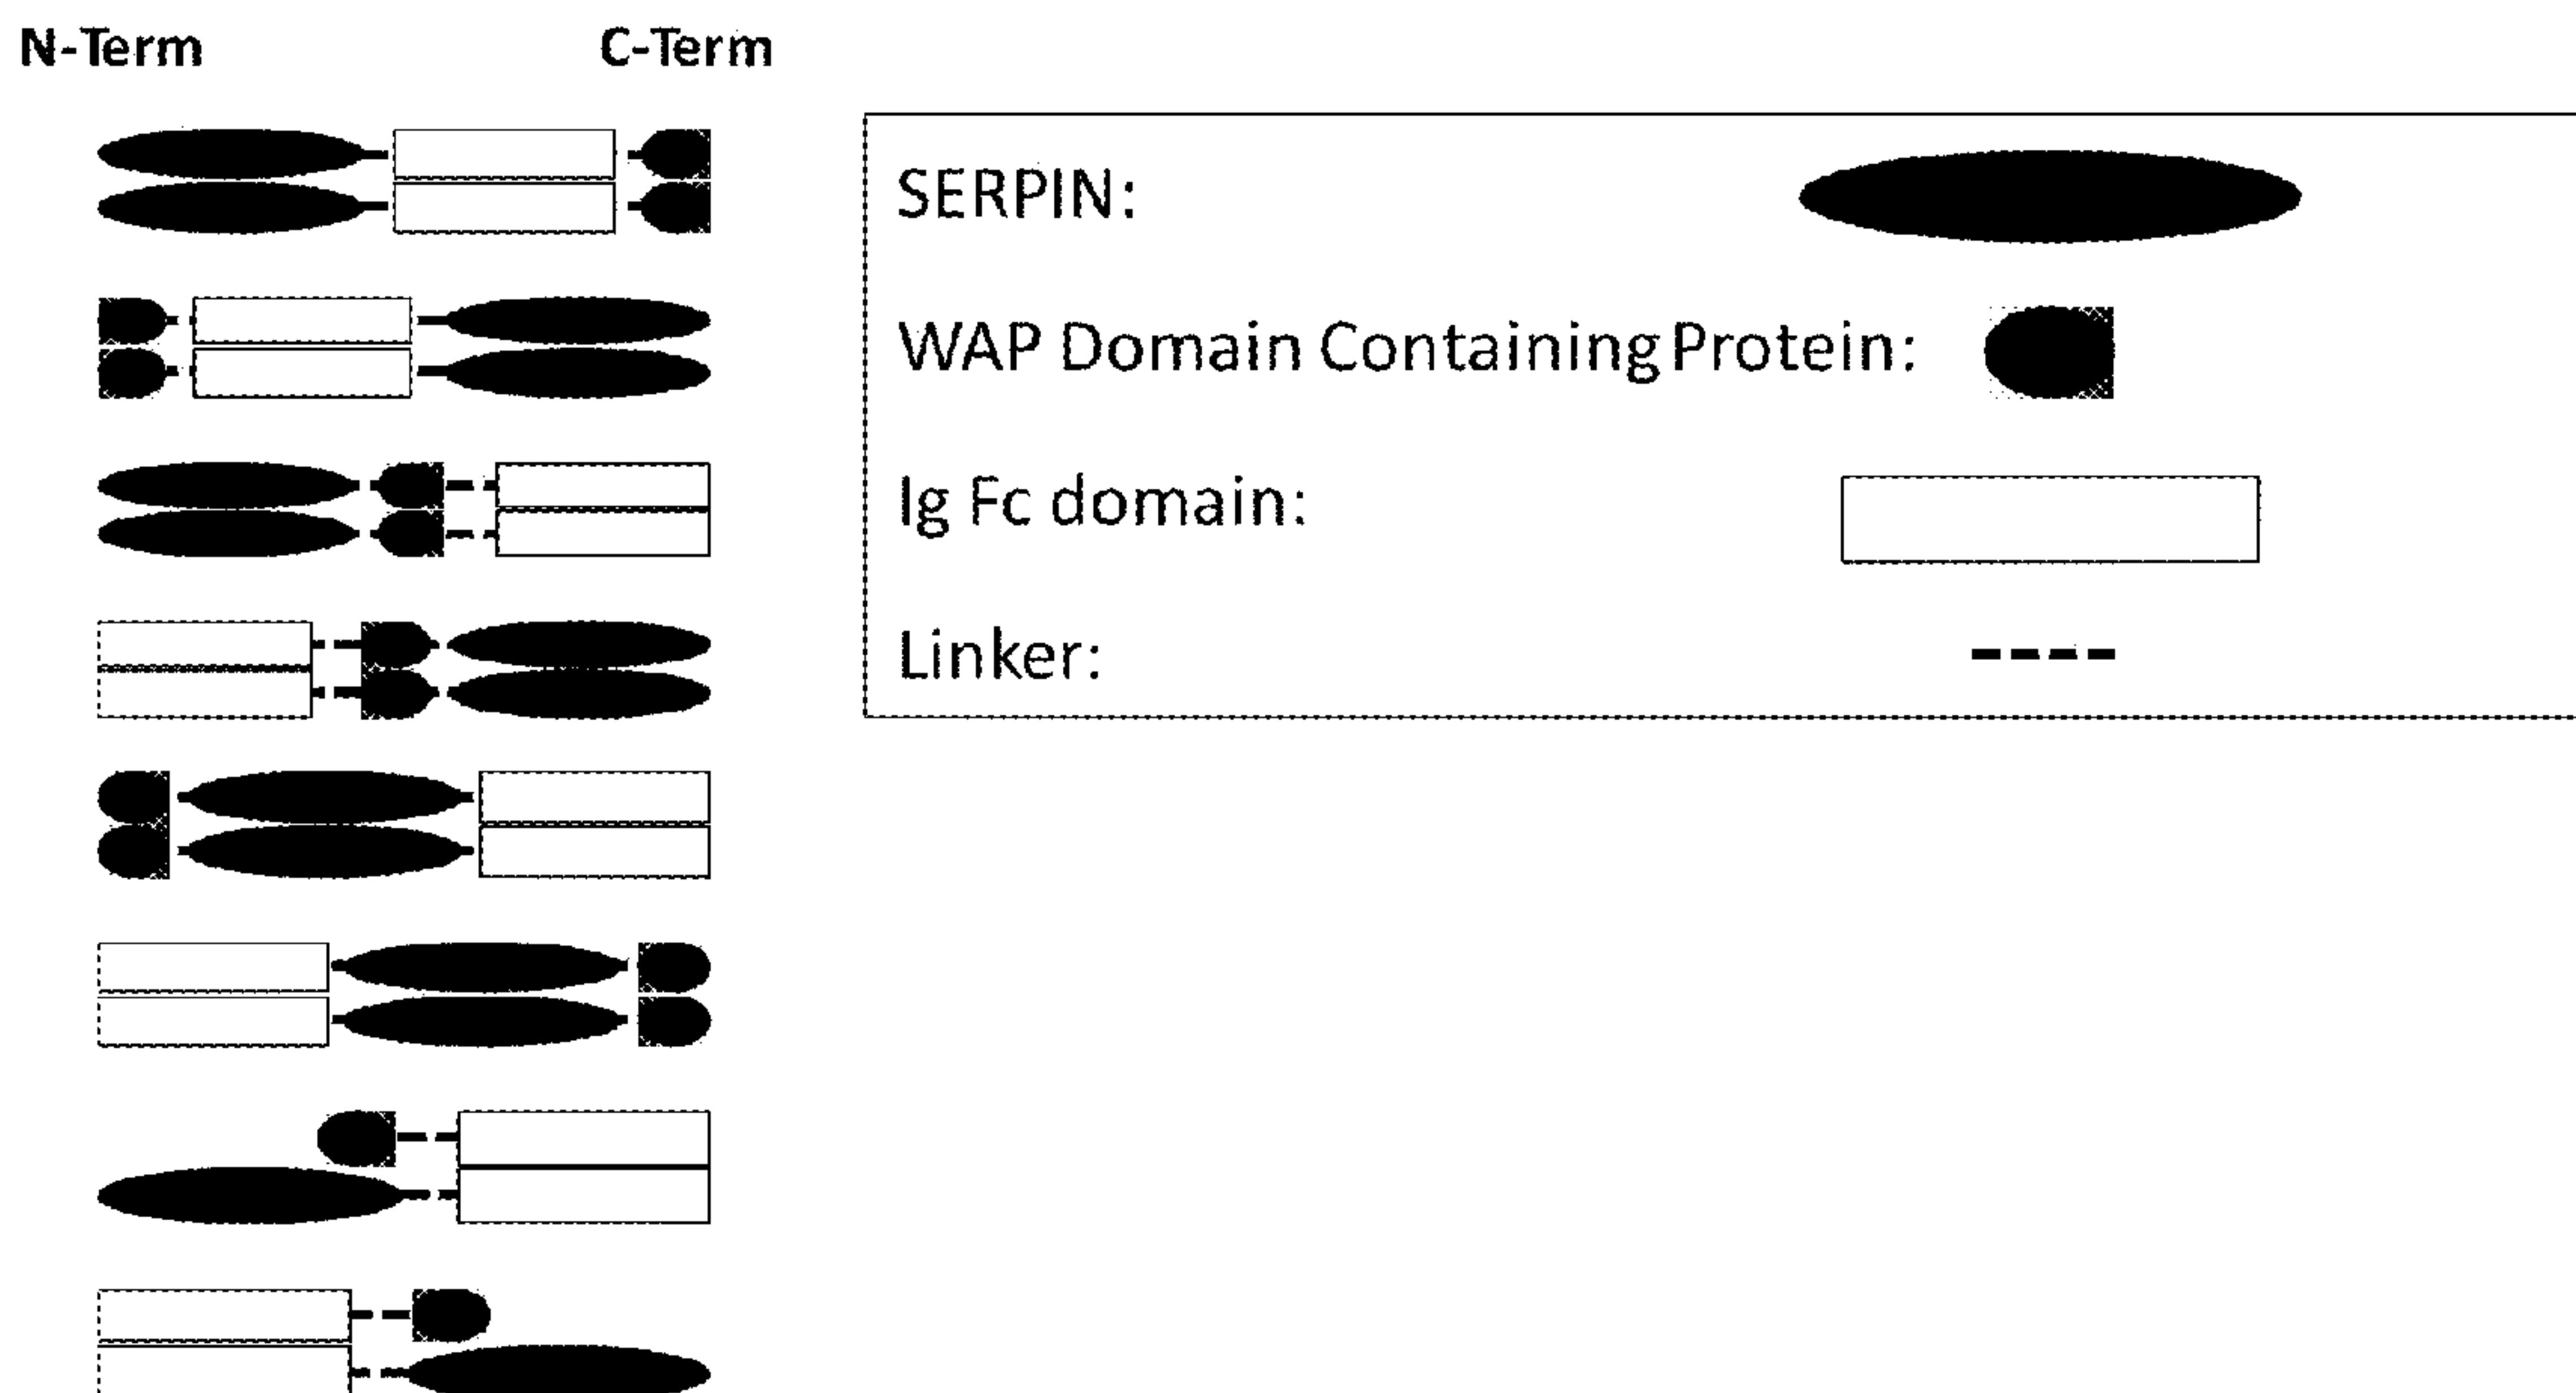 N-Term C-Term
SERPIN:
WAP Domain Containing Protein:
Ig Fc domain:
Linker: